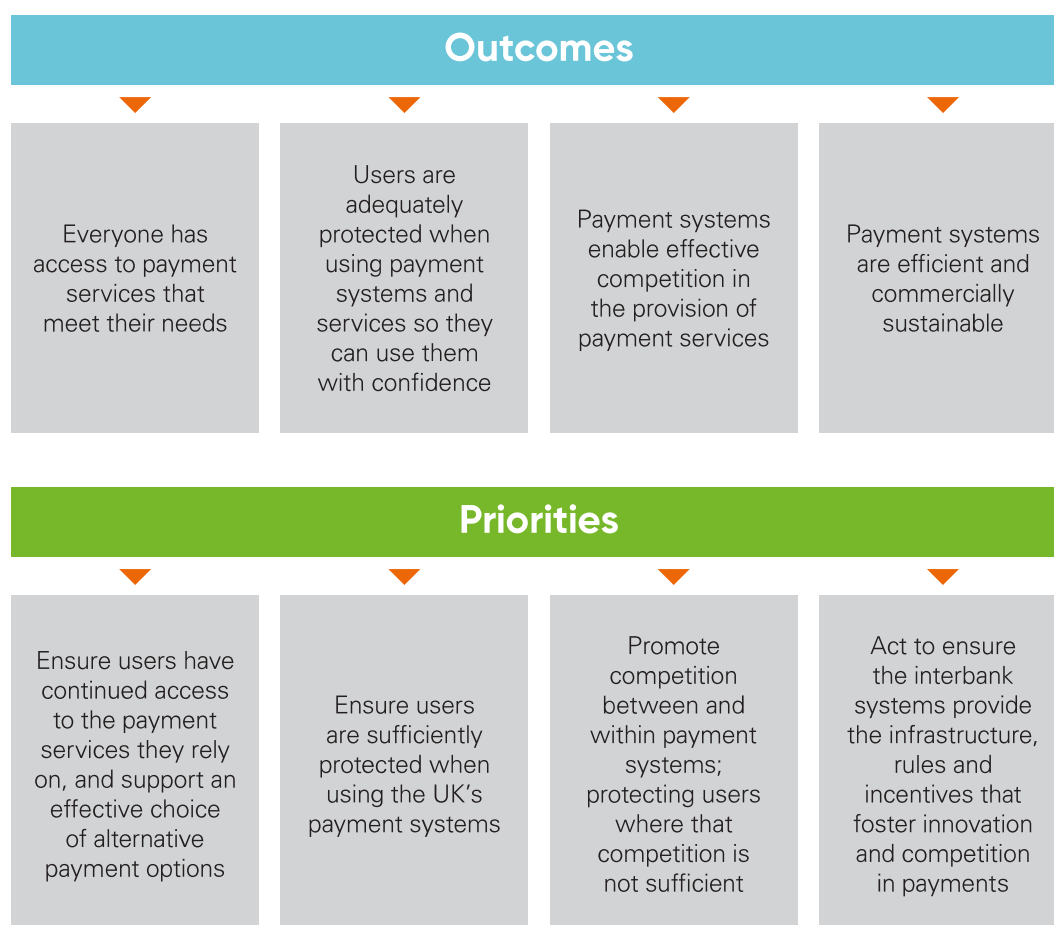 Outcomes
Everyone has
access to payment
services that
meet their needs
Users are
adequately
protected when
using payment
systems and
services so they
can use them
with confidence
Payment systems
enable effective
competition in
the provision of
payment services
Payment systems
are efficient and
commercially
sustainable
Priorities
Ensure users have
continued access
to the payment
services they rely
on, and support an
effective choice
of alternative
payment options
Ensure users
are sufficiently
protected when
using the UK’s
payment systems
Promote
competition
between and
within payment
systems;
protecting users
where that
competition is
not sufficient
Act to ensure
the interbank
systems provide
the infrastructure,
rules and
incentives that
foster innovation
and competition
in payments